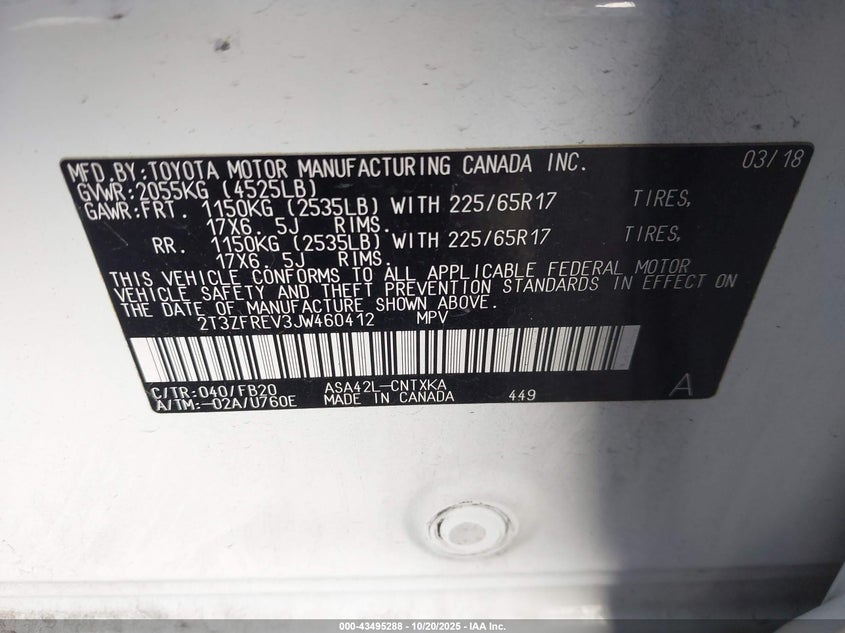 MFD. BY: TOYOTA MOTOR MANUFACTURING CANADA INC. 03/18
GVWR: 2055KG (4525LB)
GAWR: FRT. 1150KG (2535LB) WITH 225/65R17 TIRES,
17X6. 5J RIMS.
RR. 1150KG (2535LB) WITH 225/65R17 TIRES,
17X6. 5J RIMS.
THIS VEHICLE CONFORMS TO ALL APPLICABLE FEDERAL MOTOR
VEHICLE SAFETY AND THEFT PREVENTION STANDARDS IN EFFECT ON
THE DATE OF MANUFACTURE SHOWN ABOVE.
2T3ZFREV3JW460412 MPV
C/TR: 040/FB20 ASA42L-CNTXKA A
A/TM: -02A/U760E MADE IN CANADA 449
000-43495288 - 10/20/2025 - IAA Inc.